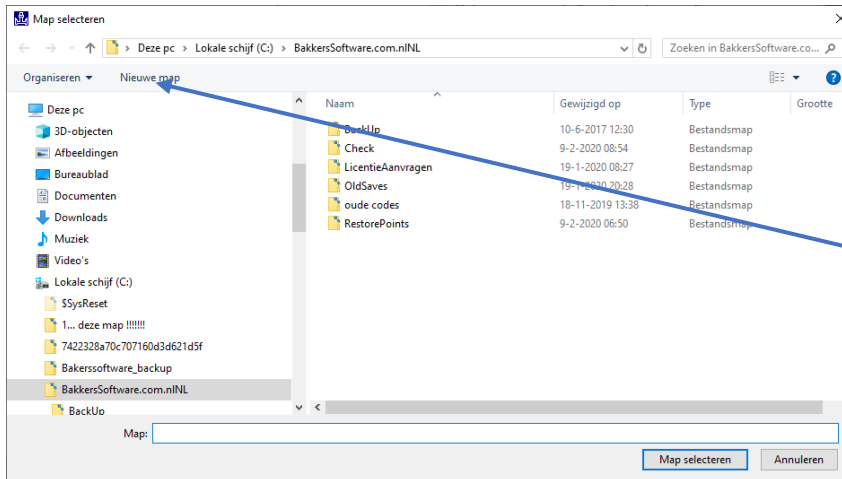 Map selecteren
Deze pc > Lokale schijf (C:) > BakkersSoftware.com.nlNL
Zoeken in BakkersSoftware.co...
Organiseren
Nieuwe map
Naam
Gewijzigd op
Type
Grootte
Deze pc
3D-objecten
Afbeeldingen
Bureaublad
Documenten
Downloads
Muziek
Video's
Lokale schijf (C:)
$SysReset
1... deze map !!!!!!!
7422328a70c707160d3d621d5f
Bakerssoftware_backup
BakkersSoftware.com.nlNL
BackUp
BackUp 10-6-2017 12:30 Bestandsmap
Check 9-2-2020 08:54 Bestandsmap
LicentieAanvragen 19-1-2020 08:27 Bestandsmap
OldSaves 19-1-2020 20:28 Bestandsmap
oude codes 18-11-2019 13:38 Bestandsmap
RestorePoints 9-2-2020 06:50 Bestandsmap
Map:
Map selecteren
Annuleren